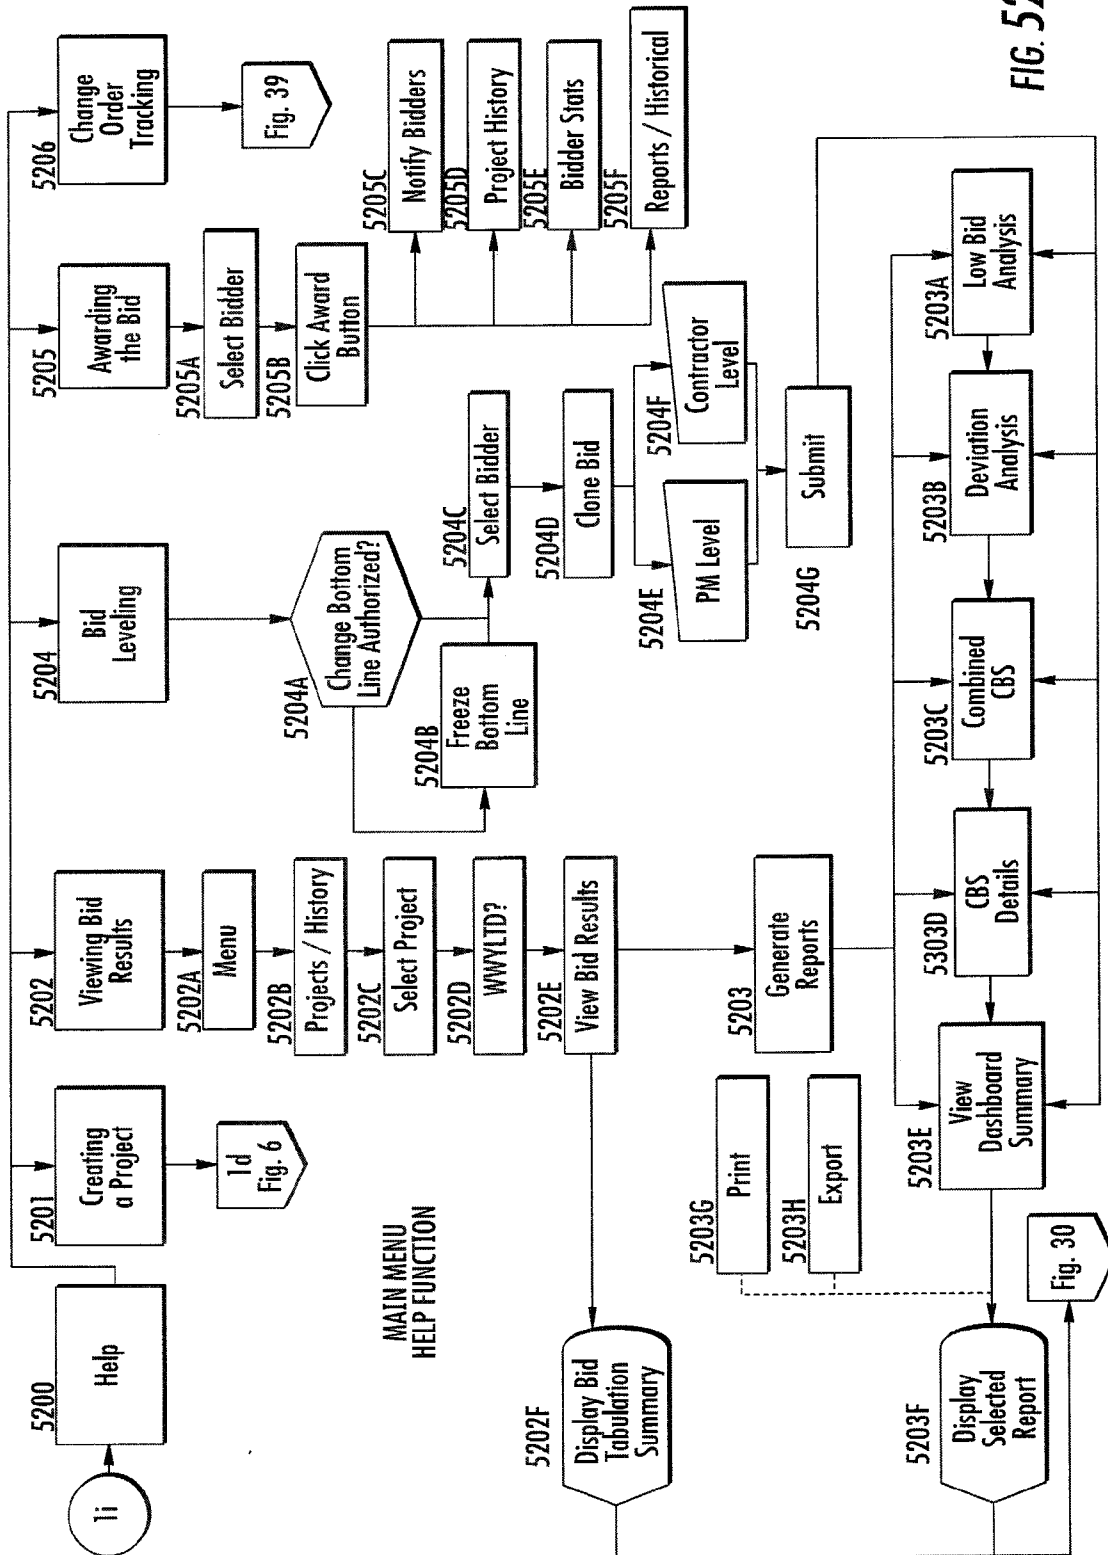 1i
5200
Help
MAIN MENU
HELP FUNCTION
5201
Creating
a Project
1d
Fig. 6
5202
Viewing Bid
Results
5202A
Menu
5202B
Projects / History
5202C
Select Project
5202D
WWYLTD?
5202E
View Bid Results
5202F
Display Bid
Tabulation
Summary
5203
Generate
Reports
5203A
Low Bid
Analysis
5203B
Deviation
Analysis
5203C
Combined
CBS
5303D
CBS
Details
5203E
View
Dashboard
Summary
5203G
Print
5203H
Export
5203F
Display
Selected
Report
Fig. 30
5204
Bid
Leveling
5204A
Change Bottom
Line Authorized?
5204B
Freeze
Bottom
Line
5204C
Select Bidder
5204D
Clone Bid
5204E
PM Level
5204F
Contractor
Level
5204G
Submit
5205
Awarding
the Bid
5205A
Select Bidder
5205B
Click Award
Button
5205C
Notify Bidders
5205D
Project History
5205E
Bidder Stats
5205F
Reports / Historical
5206
Change
Order
Tracking
Fig. 39
FIG. 52